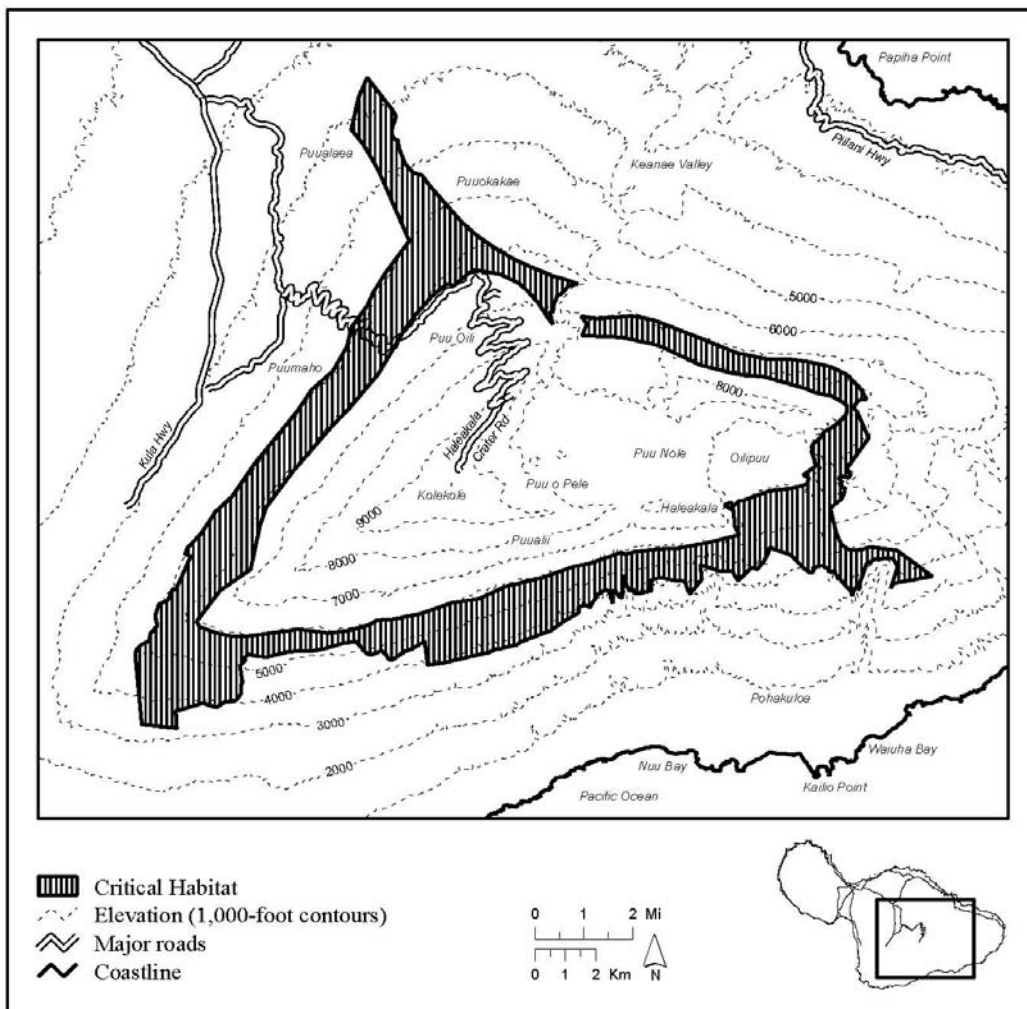 Papiha Point
Piilani Hwy
Puualaea
Keanae Valley
Puuokakae
5000
6000
Puu Oili
Puumaho
8000
Haleakala
Crater Rd
Kula Hwy
Puu Nole
Oilipuu
Puu o Pele
Kolekole
Haleakala
9000
Puualii
8000
7000
5000
4000
Pohakuloa
3000
Waiuha Bay
2000
Nuu Bay
Kailio Point
Pacific Ocean
Critical Habitat
Elevation (1,000-foot contours)
Major roads
Coastline
0 1 2 Mi
0 1 2 Km
N